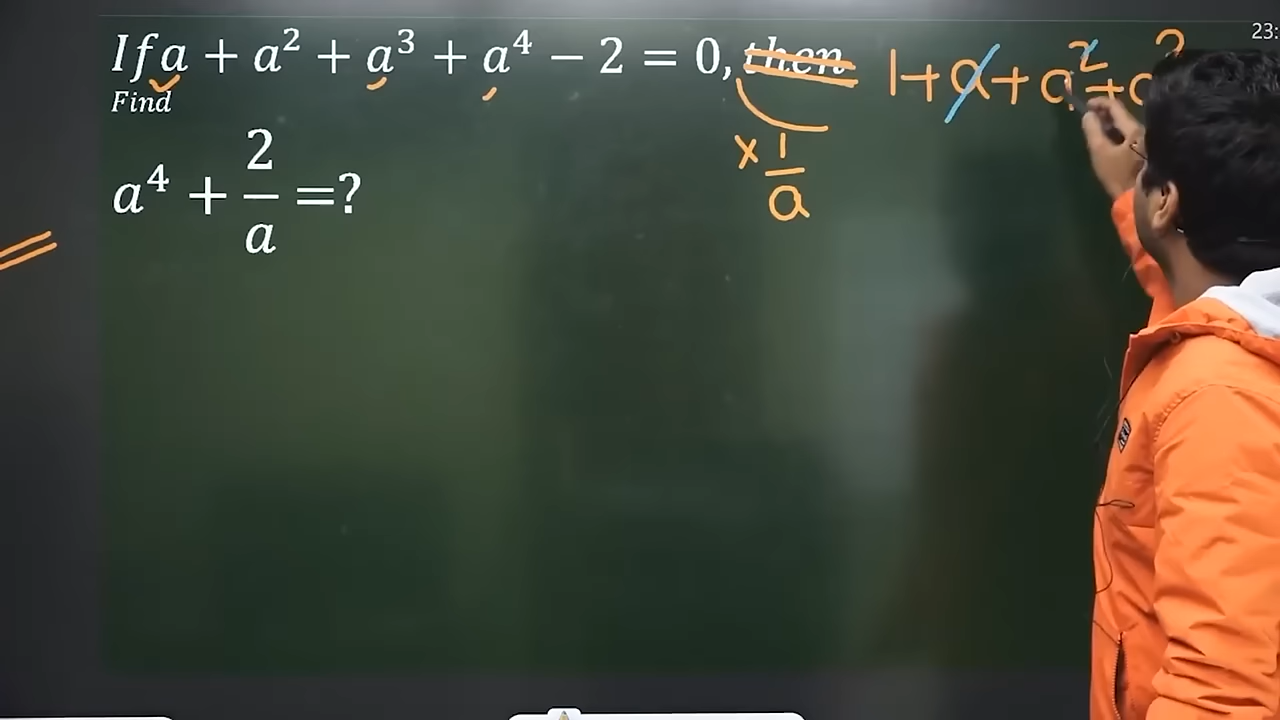 If a + a² + a³ + a⁴ − 2 = 0, then
Find
a⁴ + 2/a =?
× 1/a
1 + a + a² +
23: